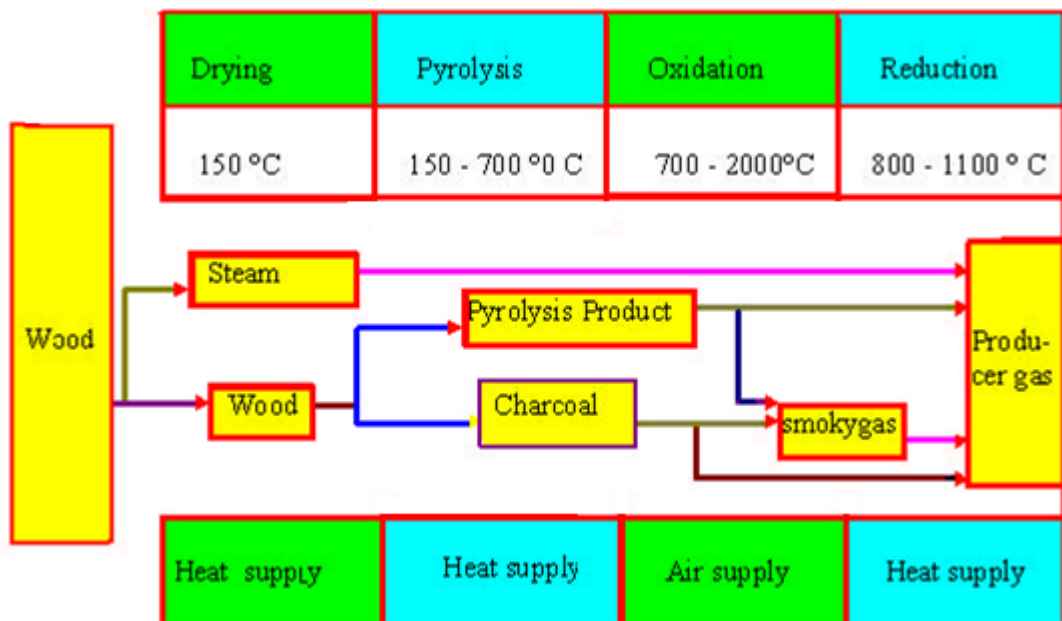 Drying Pyrolysis Oxidation Reduction
150 °C 150 - 700 °0 C 700 - 2000°C 800 - 1100 ° C
Steam
Pyrolysis Product
Wood
Produ-
cer gas
Wood
Charcoal
smokygas
Heat supply Heat supply Air supply Heat supply